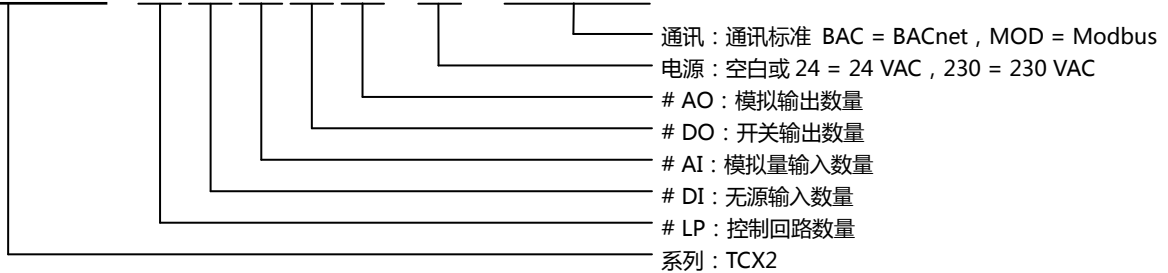 通讯：通讯标准 BAC = BACnet，MOD = Modbus
电源：空白或 24 = 24 VAC，230 = 230 VAC
# AO：模拟输出数量
# DO：开关输出数量
# AI：模拟量输入数量
# DI：无源输入数量
# LP：控制回路数量
系列：TCX2